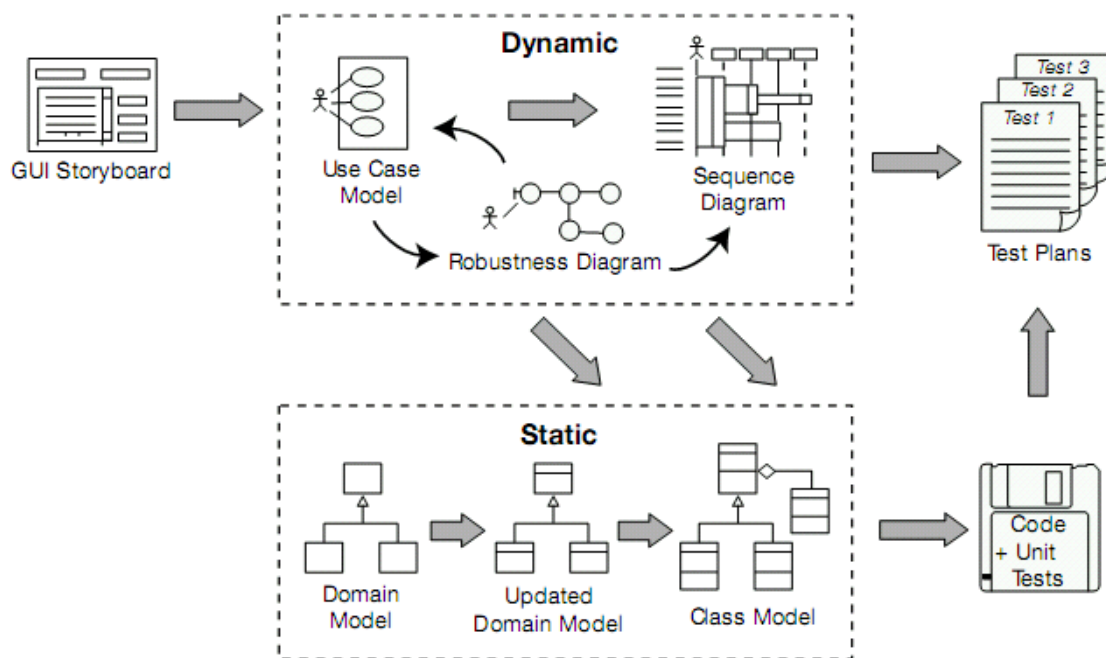 Dynamic
GUI Storyboard
Use Case
Model
Robustness Diagram
Sequence
Diagram
Test 3
Test 2
Test 1
Test Plans
Static
Domain
Model
Updated
Domain Model
Class Model
Code
+ Unit
Tests